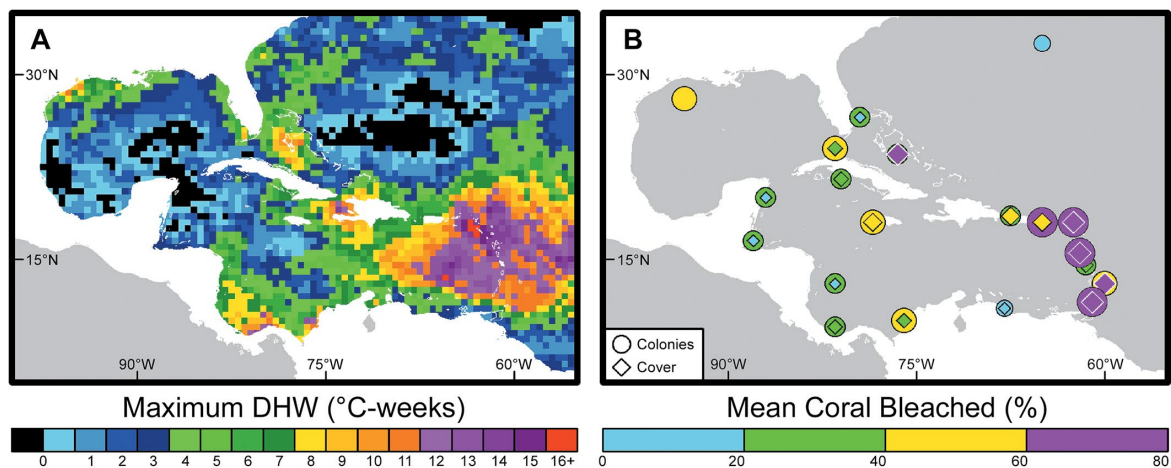 A
30°N
15°N
90°W 75°W 60°W
Maximum DHW (°C-weeks)
0 1 2 3 4 5 6 7 8 9 10 11 12 13 14 15 16+
B
30°N
15°N
Colonies
Cover
90°W 75°W 60°W
Mean Coral Bleached (%)
0 20 40 60 80